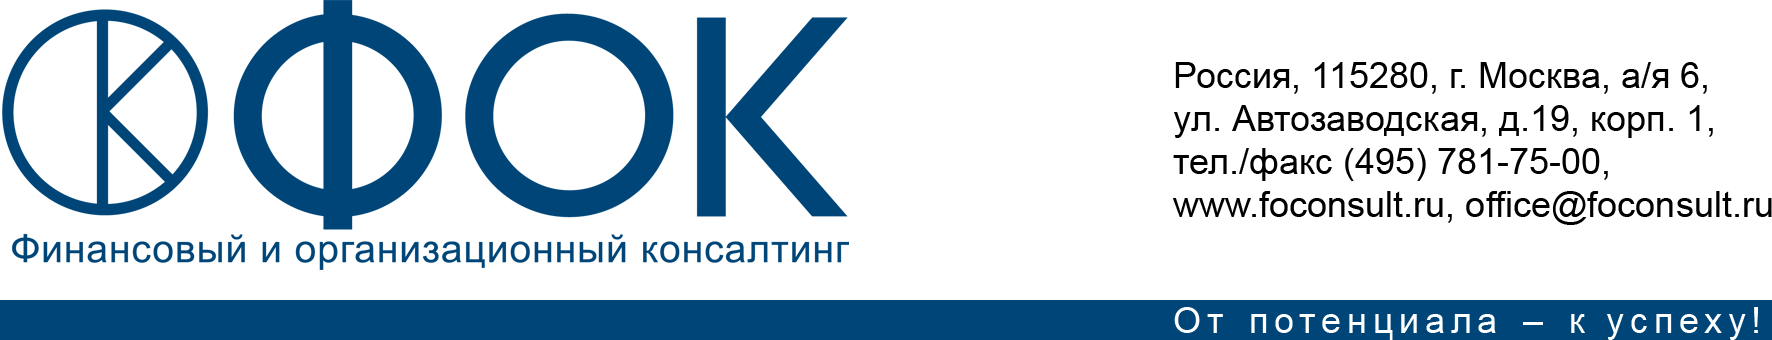 ФОК
Финансовый и организационный консалтинг
Россия, 115280, г. Москва, а/я 6,
ул. Автозаводская, д.19, корп. 1,
тел./факс (495) 781-75-00,
www.foconsult.ru, office@foconsult.ru
От потенциала – к успеху!